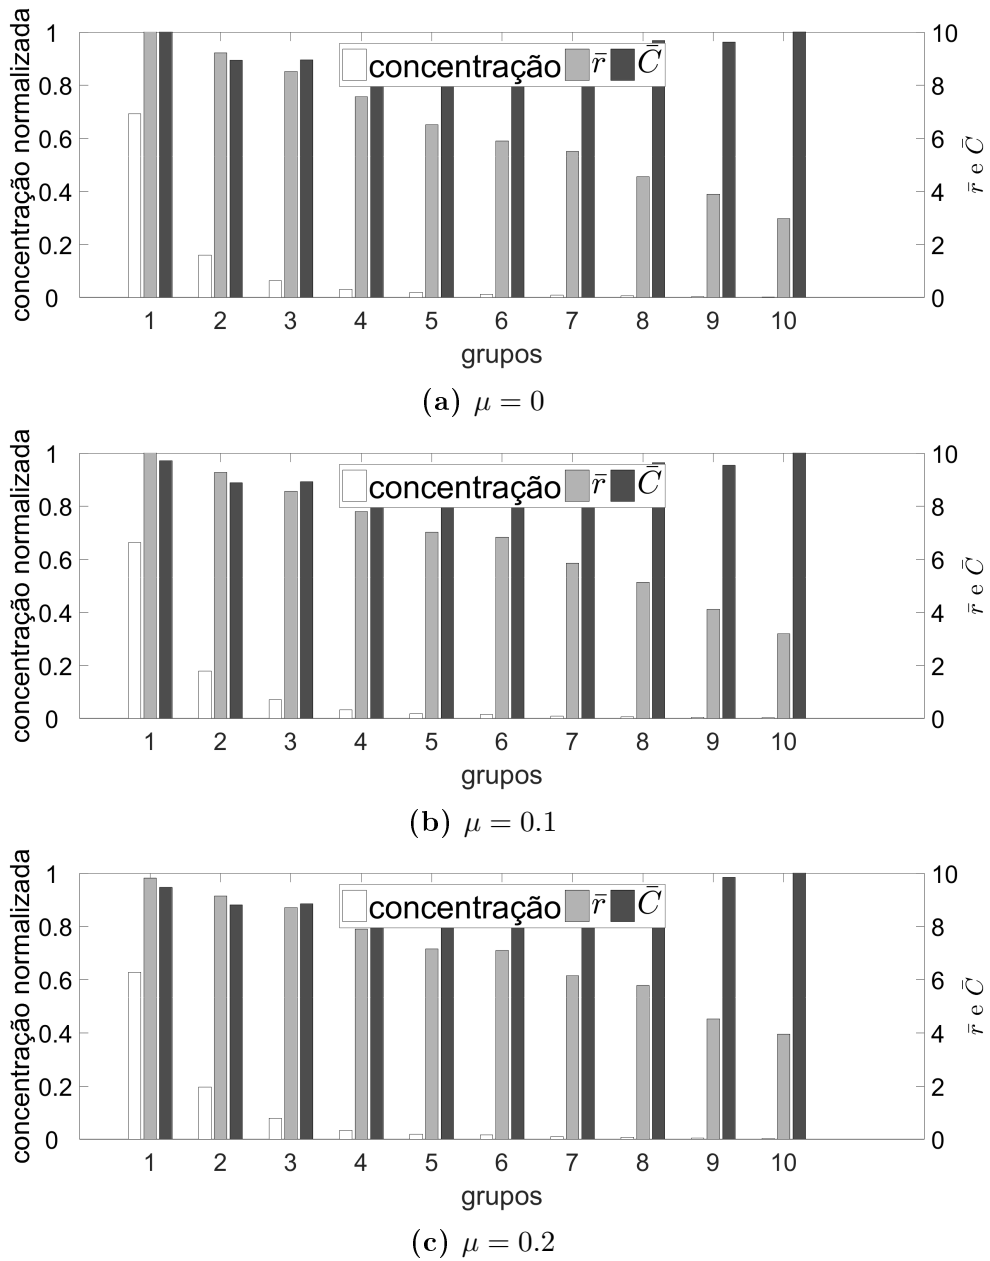 concentração normalizada
1
0.8
0.6
0.4
0.2
0
concentração r̄ C̄
10
8
6
4
2
0
r̄ e C̄
1 2 3 4 5 6 7 8 9 10
grupos
(a) μ = 0
concentração normalizada
1
0.8
0.6
0.4
0.2
0
concentração r̄ C̄
10
8
6
4
2
0
r̄ e C̄
1 2 3 4 5 6 7 8 9 10
grupos
(b) μ = 0.1
concentração normalizada
1
0.8
0.6
0.4
0.2
0
concentração r̄ C̄
10
8
6
4
2
0
r̄ e C̄
1 2 3 4 5 6 7 8 9 10
grupos
(c) μ = 0.2